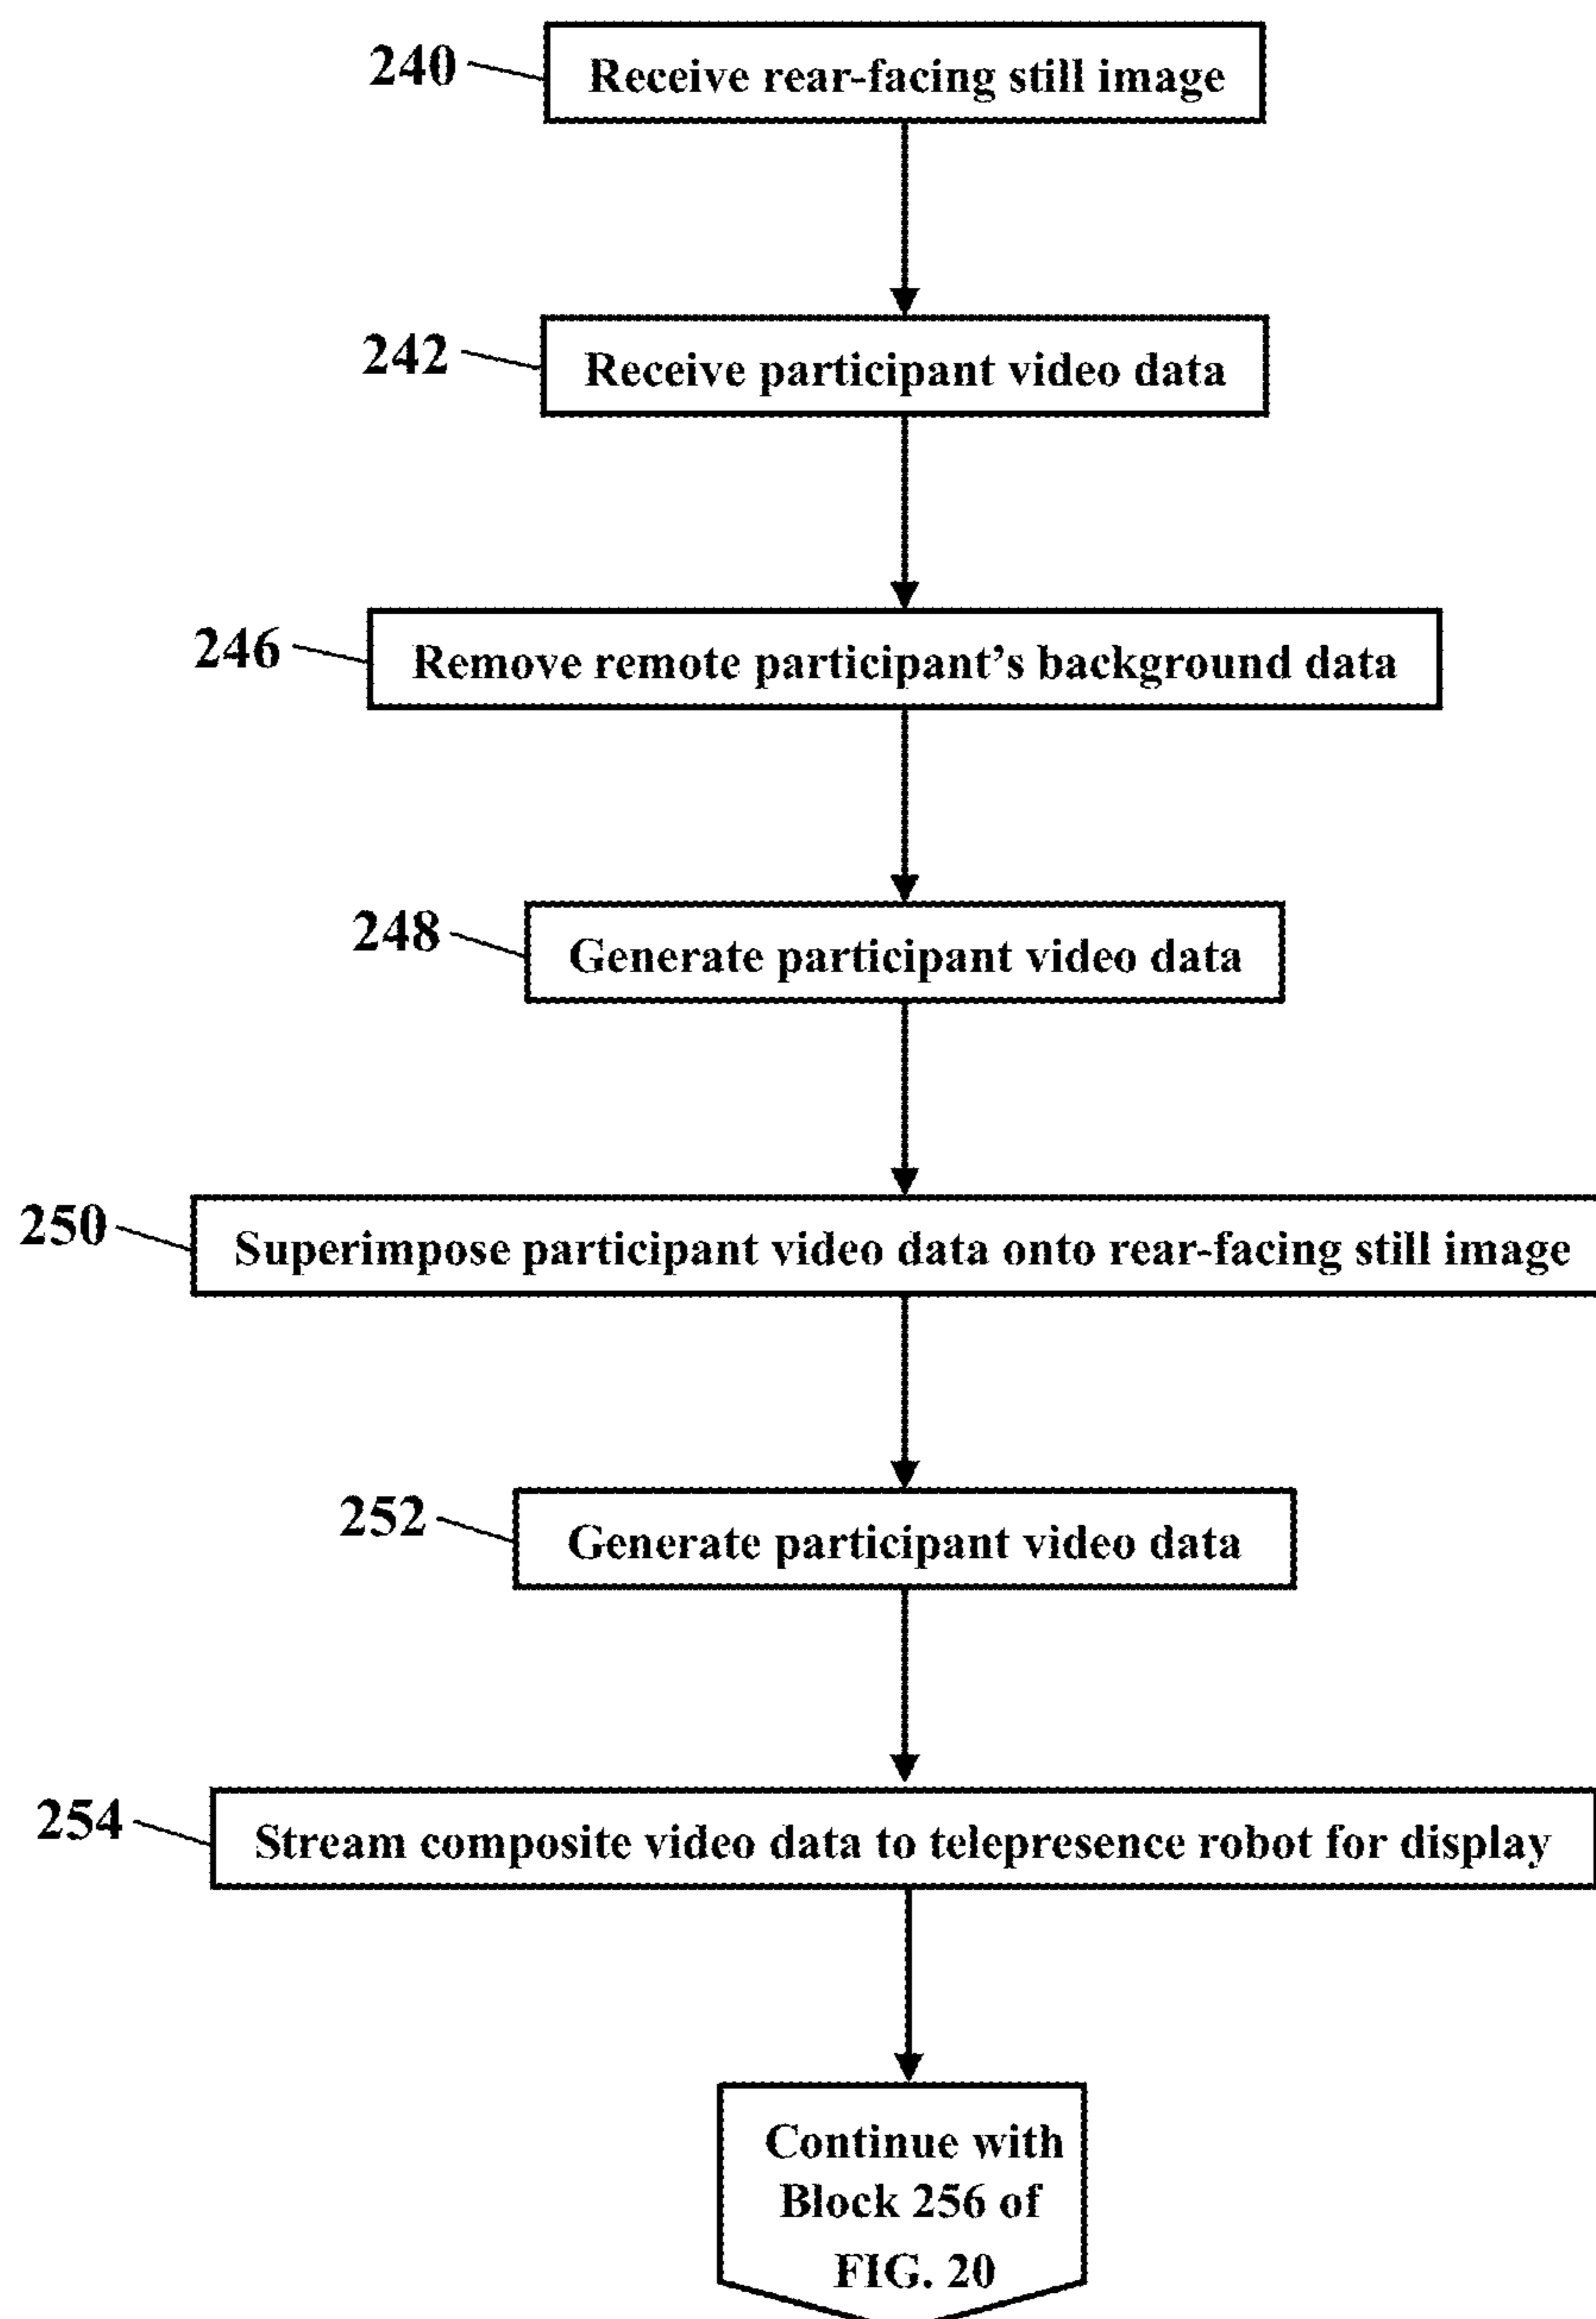 240
Receive rear-facing still image
242
Receive participant video data
246
Remove remote participant's background data
248
Generate participant video data
250
Superimpose participant video data onto rear-facing still image
252
Generate participant video data
254
Stream composite video data to telepresence robot for display
Continue with
Block 256 of
FIG. 20